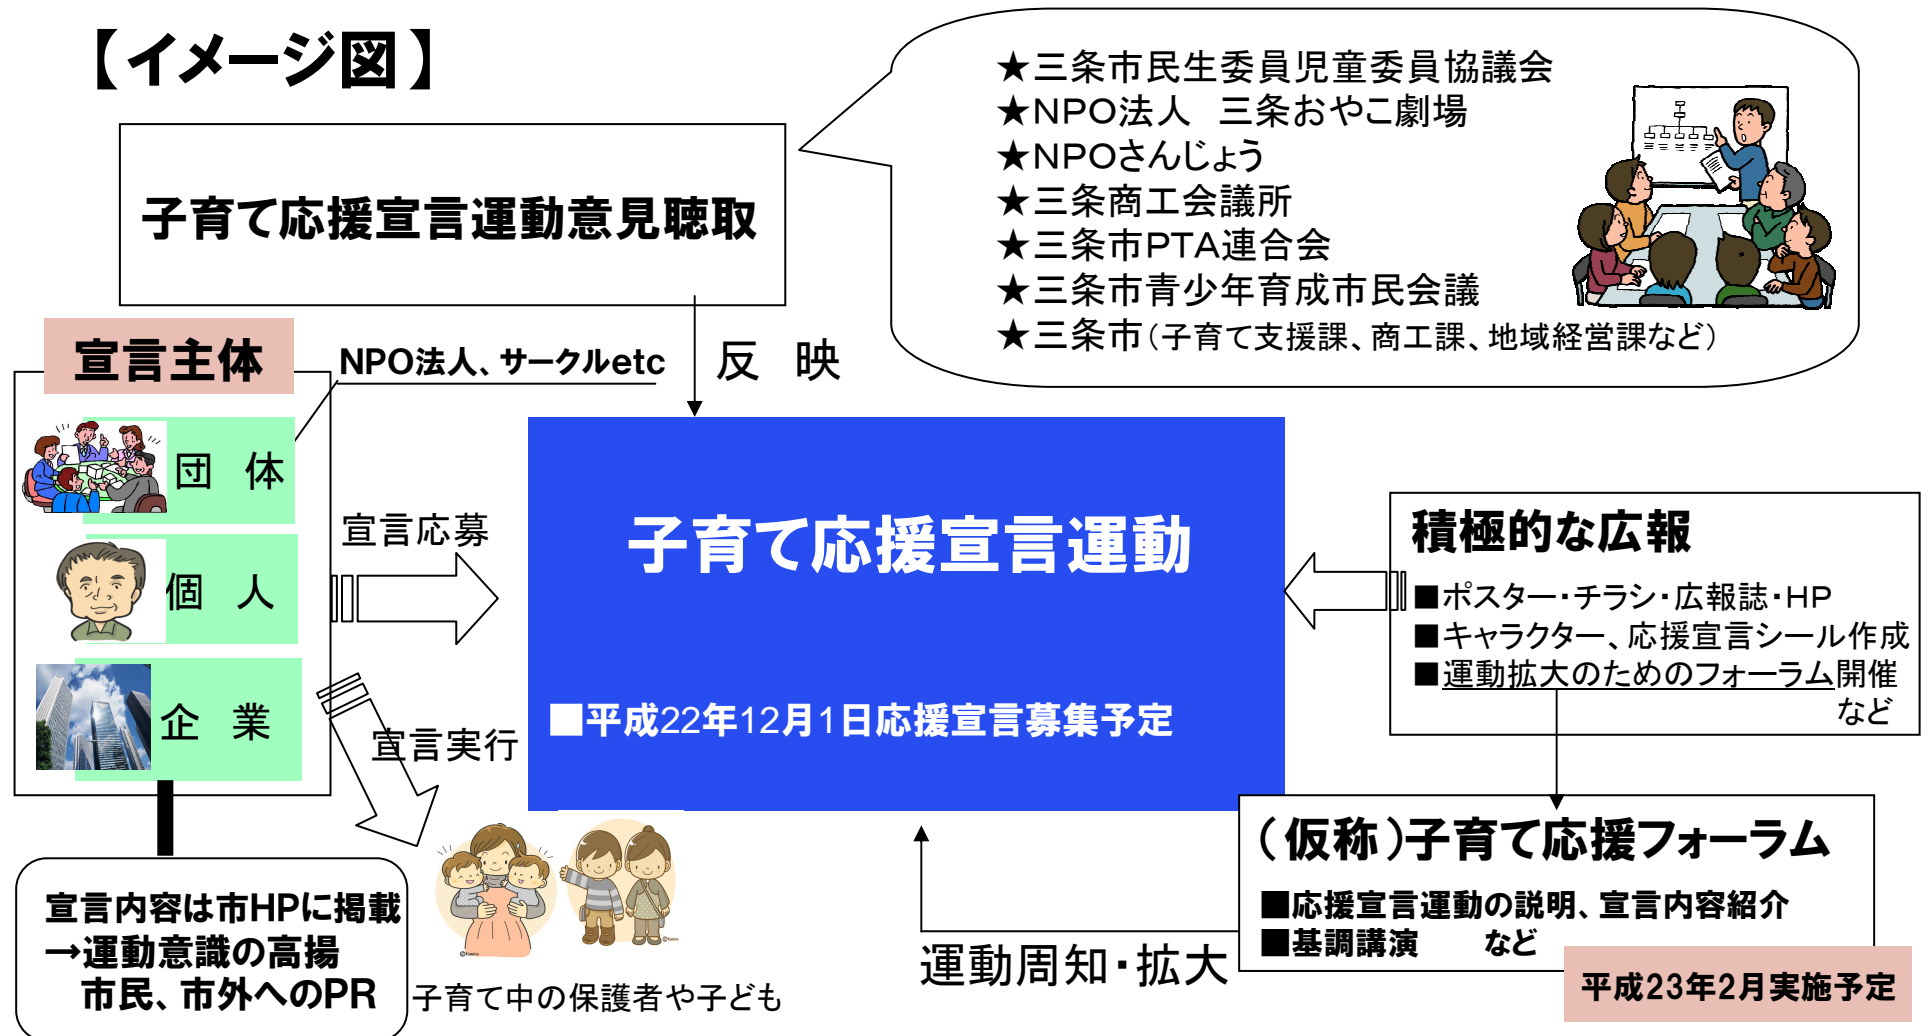 【イメージ図】
★三条市民生委員児童委員協議会
★NPO法人　三条おやこ劇場
★NPOさんじょう
★三条商工会議所
★三条市PTA連合会
★三条市青少年育成市民会議
★三条市（子育て支援課、商工課、地域経営課など）
子育て応援宣言運動意見聴取
反　映
宣言主体
NPO法人、サークルetc
団　体
個　人
企　業
宣言応募
宣言実行
子育て応援宣言運動
■平成22年12月1日応援宣言募集予定
積極的な広報
■ポスター・チラシ・広報誌・HP
■キャラクター、応援宣言シール作成
■運動拡大のためのフォーラム開催
など
（仮称）子育て応援フォーラム
■応援宣言運動の説明、宣言内容紹介
■基調講演　　など
平成23年2月実施予定
運動周知・拡大
宣言内容は市HPに掲載
→運動意識の高揚
市民、市外へのPR
子育て中の保護者や子ども